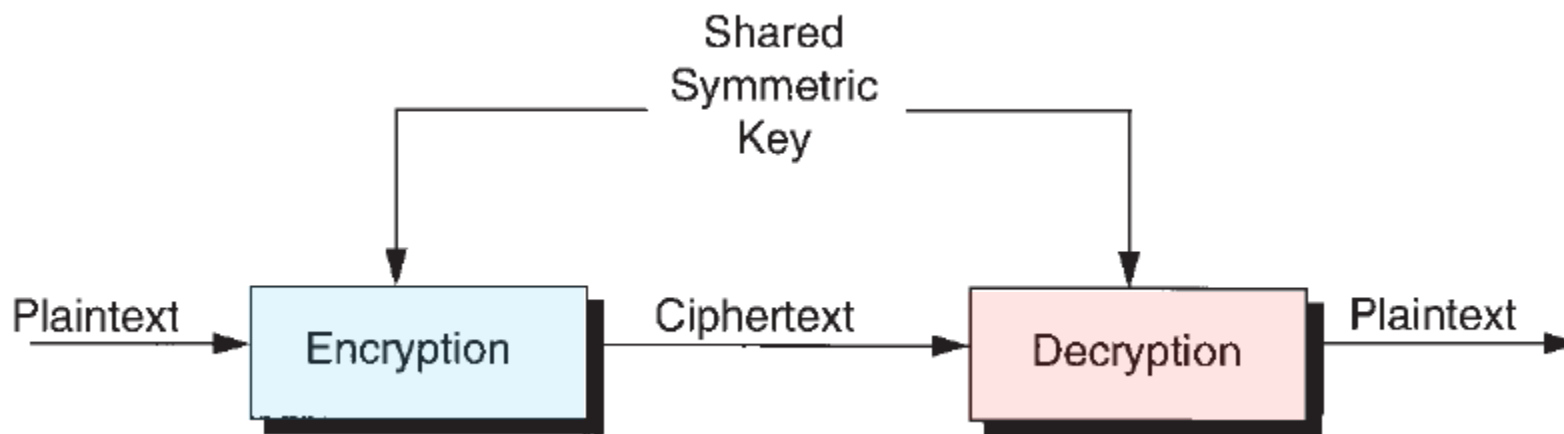 Shared
Symmetric
Key
Plaintext
Encryption
Ciphertext
Decryption
Plaintext